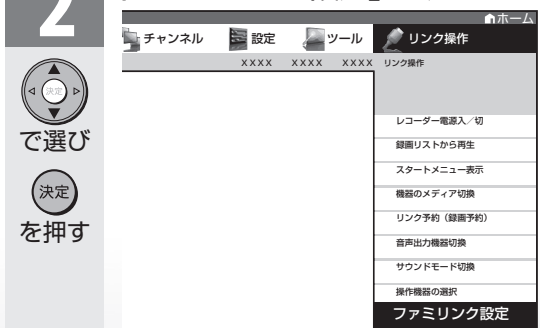 2
ホーム
チャンネル 設定 ツール リンク操作
XXXX XXXX XXXX リンク操作
決定
で選び
決定
を押す
レコーダー電源入／切
録画リストから再生
スタートメニュー表示
機器のメディア切換
リンク予約（録画予約）
音声出力機器切換
サウンドモード切換
操作機器の選択
ファミリンク設定